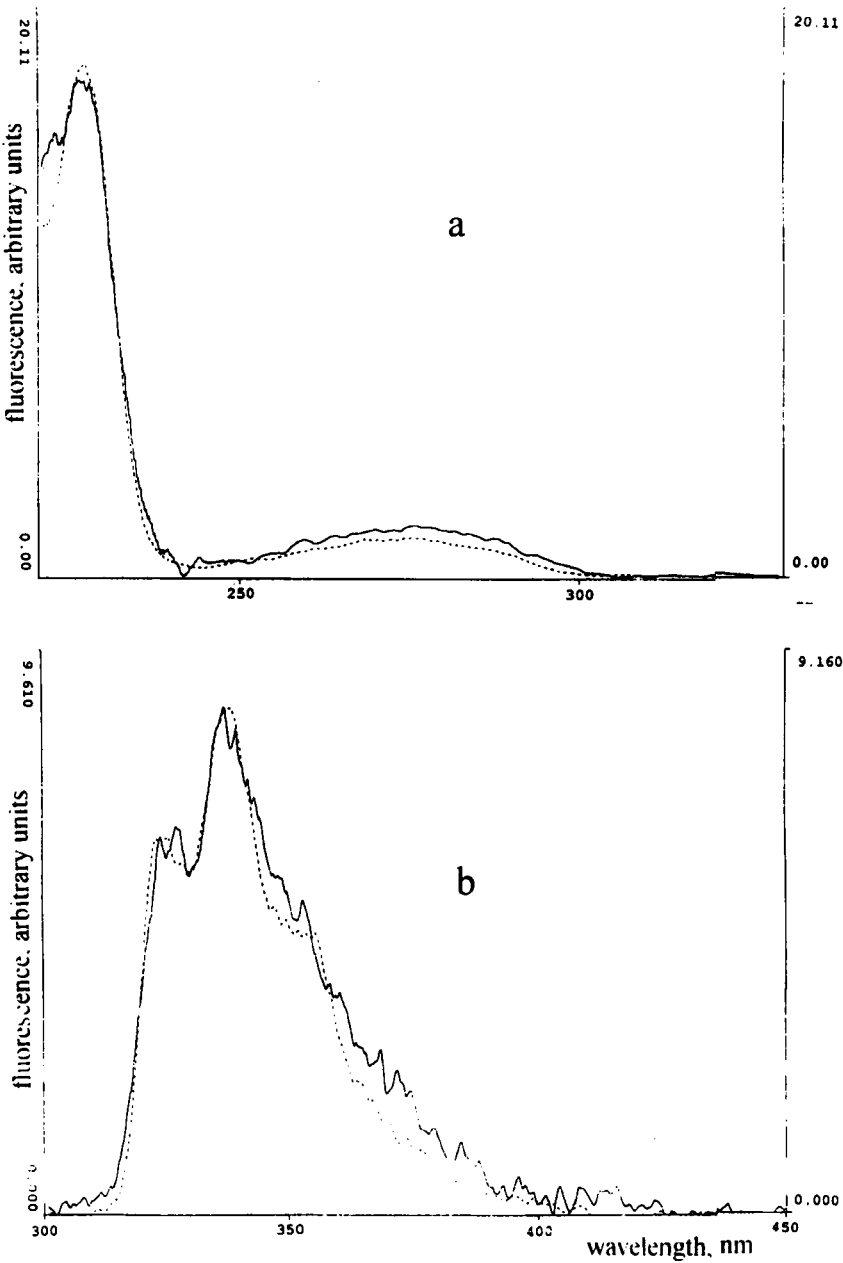 20.11
20.11
fluorescence, arbitrary units
a
0.00
0.00
250
300
--
9.610
9.160
fluorescence, arbitrary units
b
0.000
300
350
400
450
wavelength, nm